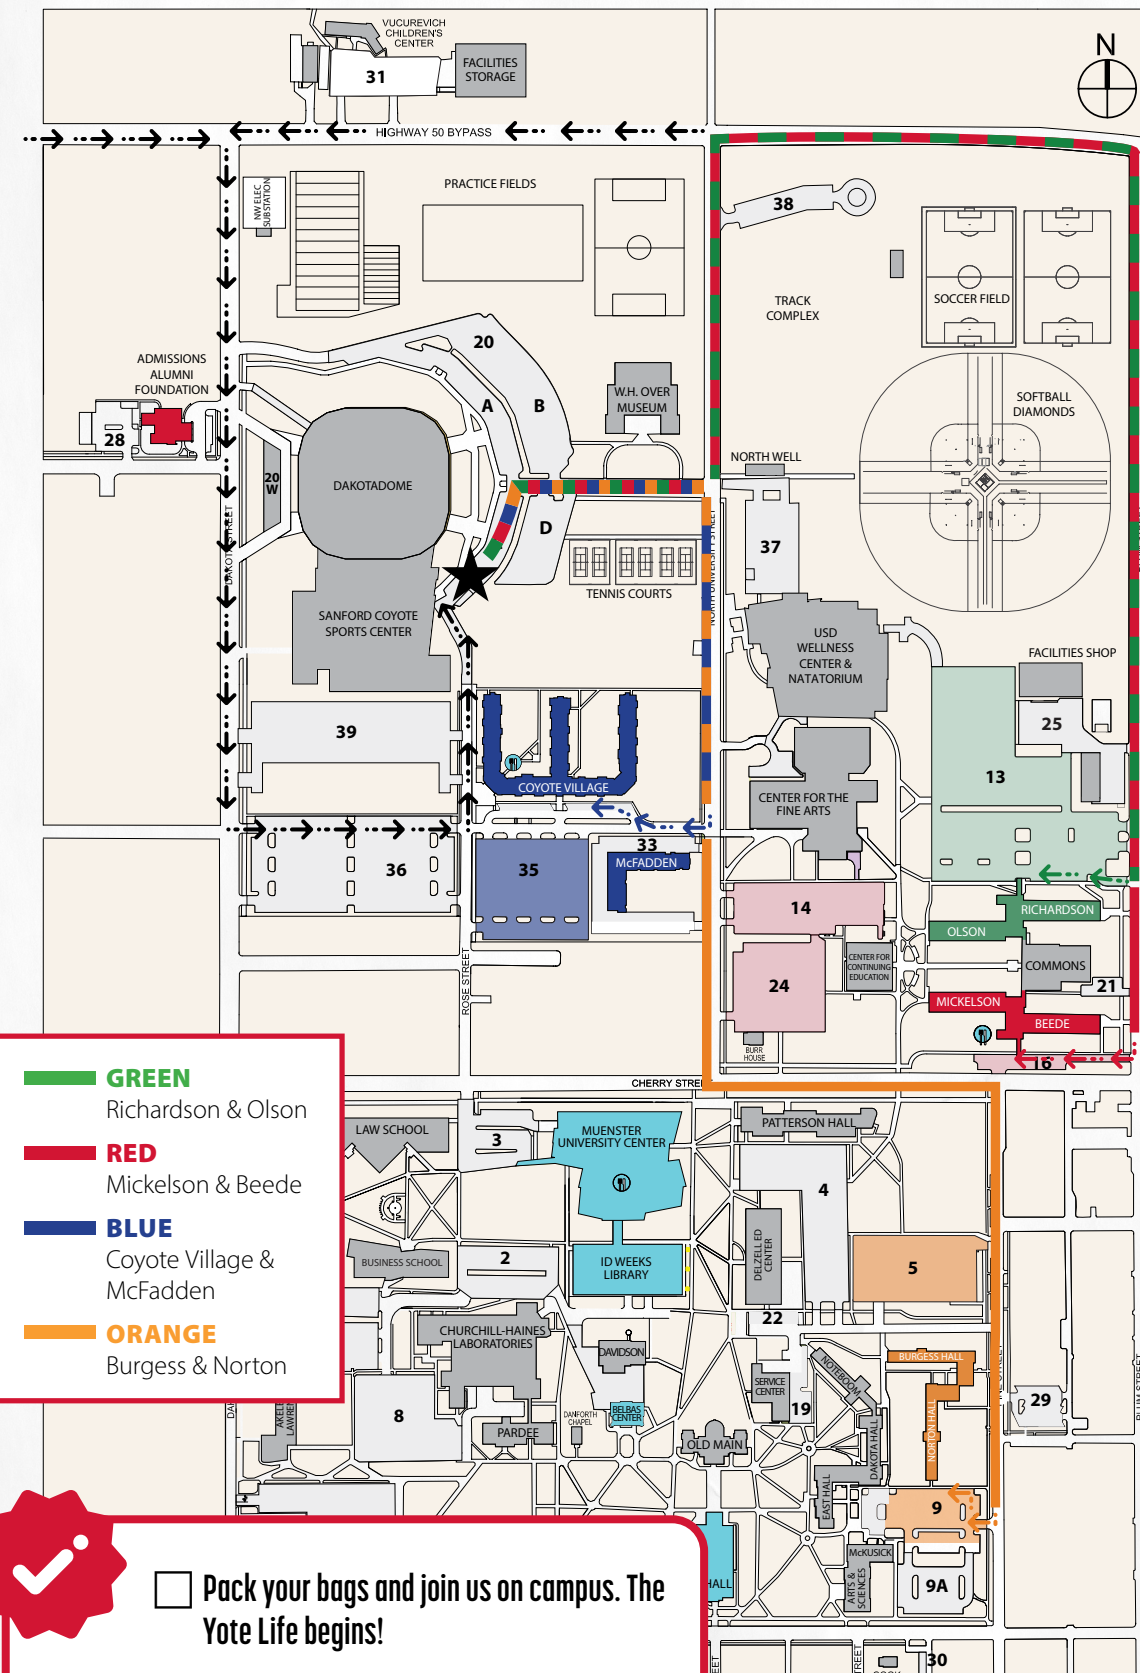 VUCUREVICH
CHILDREN'S
CENTER
31
FACILITIES
STORAGE
N
HIGHWAY 50 BYPASS
NW ELEC
SUBSTATION
PRACTICE FIELDS
38
TRACK
COMPLEX
SOCCER FIELD
20
ADMISSIONS
ALUMNI
FOUNDATION
28
A
B
W.H. OVER
MUSEUM
SOFTBALL
DIAMONDS
NORTH WELL
20
W
DAKOTADOME
D
37
DAKOTA STREET
TENNIS COURTS
NORTH UNIVERSITY STREET
SANFORD COYOTE
SPORTS CENTER
USD
WELLNESS
CENTER &
NATATORIUM
FACILITIES SHOP
25
39
13
COYOTE VILLAGE
CENTER FOR THE
FINE ARTS
33
McFADDEN
36
35
14
RICHARDSON
OLSON
CENTER FOR
CONTINUING
EDUCATION
COMMONS
24
21
ROSE STREET
MICKELSON
BEEDE
BURR
HOUSE
16
CHERRY STREET
GREEN
Richardson & Olson
RED
Mickelson & Beede
BLUE
Coyote Village &
McFadden
ORANGE
Burgess & Norton
LAW SCHOOL
3
MUENSTER
UNIVERSITY CENTER
PATTERSON HALL
4
DELZELL ED
CENTER
BUSINESS SCHOOL
2
ID WEEKS
LIBRARY
5
22
CHURCHILL-HAINES
LABORATORIES
DAVIDSON
NOTEBOOM
BURGESS HALL
SERVICE
CENTER
19
29
8
BELBAS
CENTER
DANFORTH
CHAPEL
PARDEE
OLD MAIN
DAKOTA HALL
NORTON HALL
PLUM STREET
EAST HALL
9
HALL
McKUSICK
ARTS &
SCIENCES
9A
30
Pack your bags and join us on campus. The
Yote Life begins!